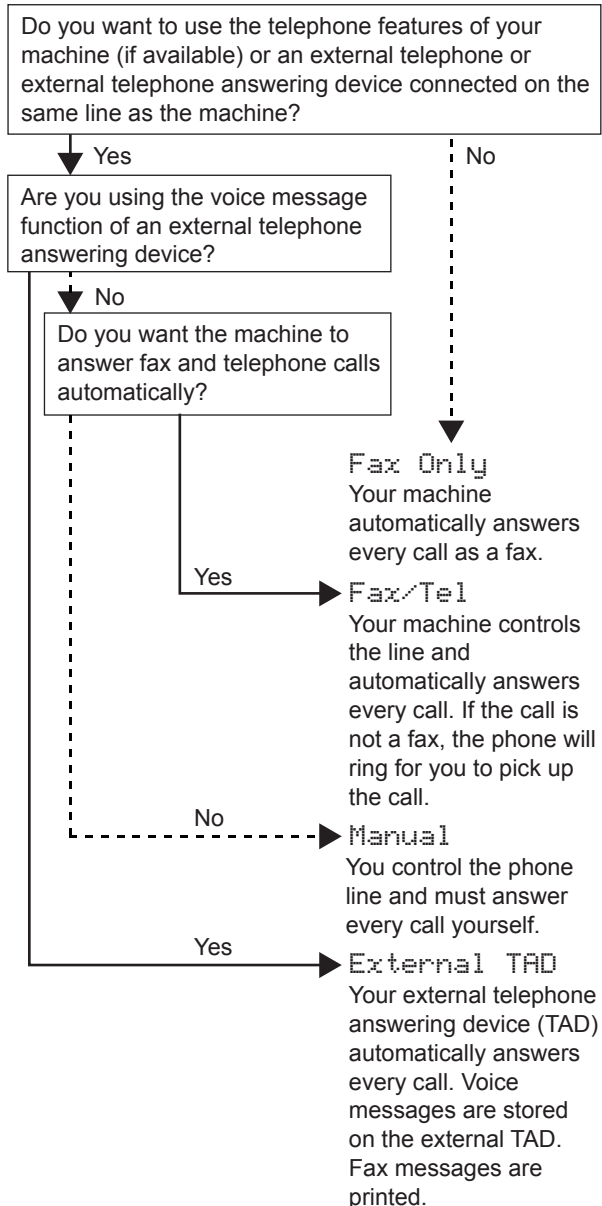 Do you want to use the telephone features of your
machine (if available) or an external telephone or
external telephone answering device connected on the
same line as the machine?
Yes
No
Are you using the voice message
function of an external telephone
answering device?
No
Do you want the machine to
answer fax and telephone calls
automatically?
Fax Only
Your machine
automatically answers
every call as a fax.
Yes
Fax/Tel
Your machine controls
the line and
automatically answers
every call. If the call is
not a fax, the phone will
ring for you to pick up
the call.
No
Manual
You control the phone
line and must answer
every call yourself.
Yes
External TAD
Your external telephone
answering device (TAD)
automatically answers
every call. Voice
messages are stored
on the external TAD.
Fax messages are
printed.